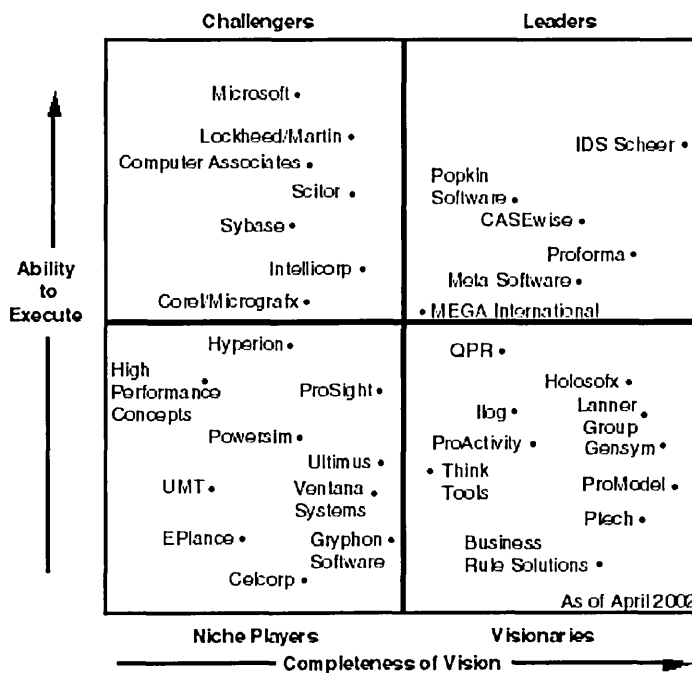 Challengers
Leaders
Microsoft
Lockheed/Martin
Computer Associates
Scitor
Sybase
Intellicorp
Corel/Micrografx
IDS Scheer
Popkin
Software
CASEwise
Proforma
Meta Software
MEGA International
Ability
to
Execute
Hyperion
High
Performance
Concepts
ProSight
Powersim
Ultimus
UMT
Ventana
Systems
EPlance
Gryphon
Software
Celcorp
QPR
Holosofx
Ilog
Lanner
Group
ProActivity
Gensym
Think
Tools
ProModel
Ptech
Business
Rule Solutions
As of April 2002
Niche Players
Visionaries
Completeness of Vision